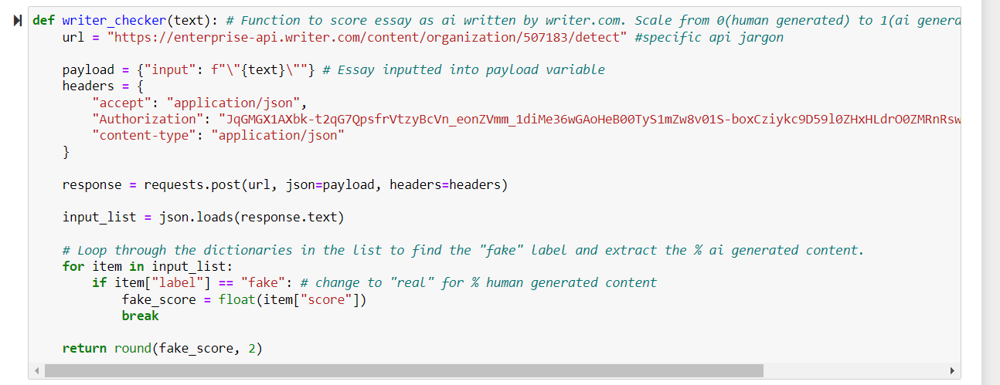 def writer_checker(text): # Function to score essay as ai written by writer.com. Scale from 0(human generated) to 1(ai genera
url = "https://enterprise-api.writer.com/content/organization/507183/detect" #specific api jargon
payload = {"input": f"\"{text}\""} # Essay inputted into payload variable
headers = {
"accept": "application/json",
"Authorization": "JqGMGX1AXbk-t2qG7QpsfrVtzyBcVn_eonZVmm_1diMe36wGAoHeB00TyS1mZw8v01S-boxCziykc9D59l0ZHxHLdrO0ZMRnRsw
"content-type": "application/json"
}
response = requests.post(url, json=payload, headers=headers)
input_list = json.loads(response.text)
# Loop through the dictionaries in the list to find the "fake" label and extract the % ai generated content.
for item in input_list:
if item["label"] == "fake": # change to "real" for % human generated content
fake_score = float(item["score"])
break
return round(fake_score, 2)